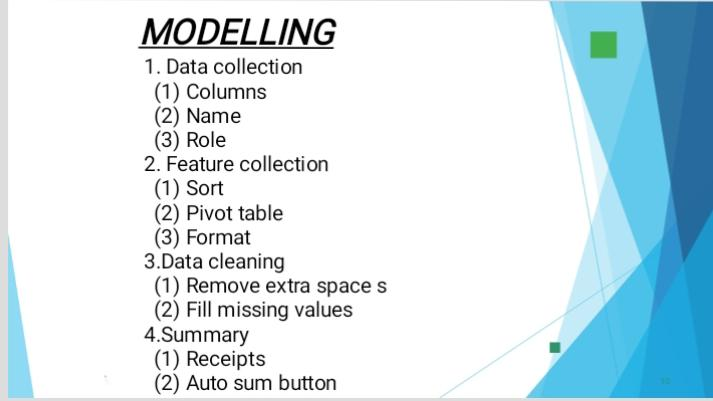 MODELLING
1. Data collection
(1) Columns
(2) Name
(3) Role
2. Feature collection
(1) Sort
(2) Pivot table
(3) Format
3.Data cleaning
(1) Remove extra space s
(2) Fill missing values
4.Summary
(1) Receipts
(2) Auto sum button